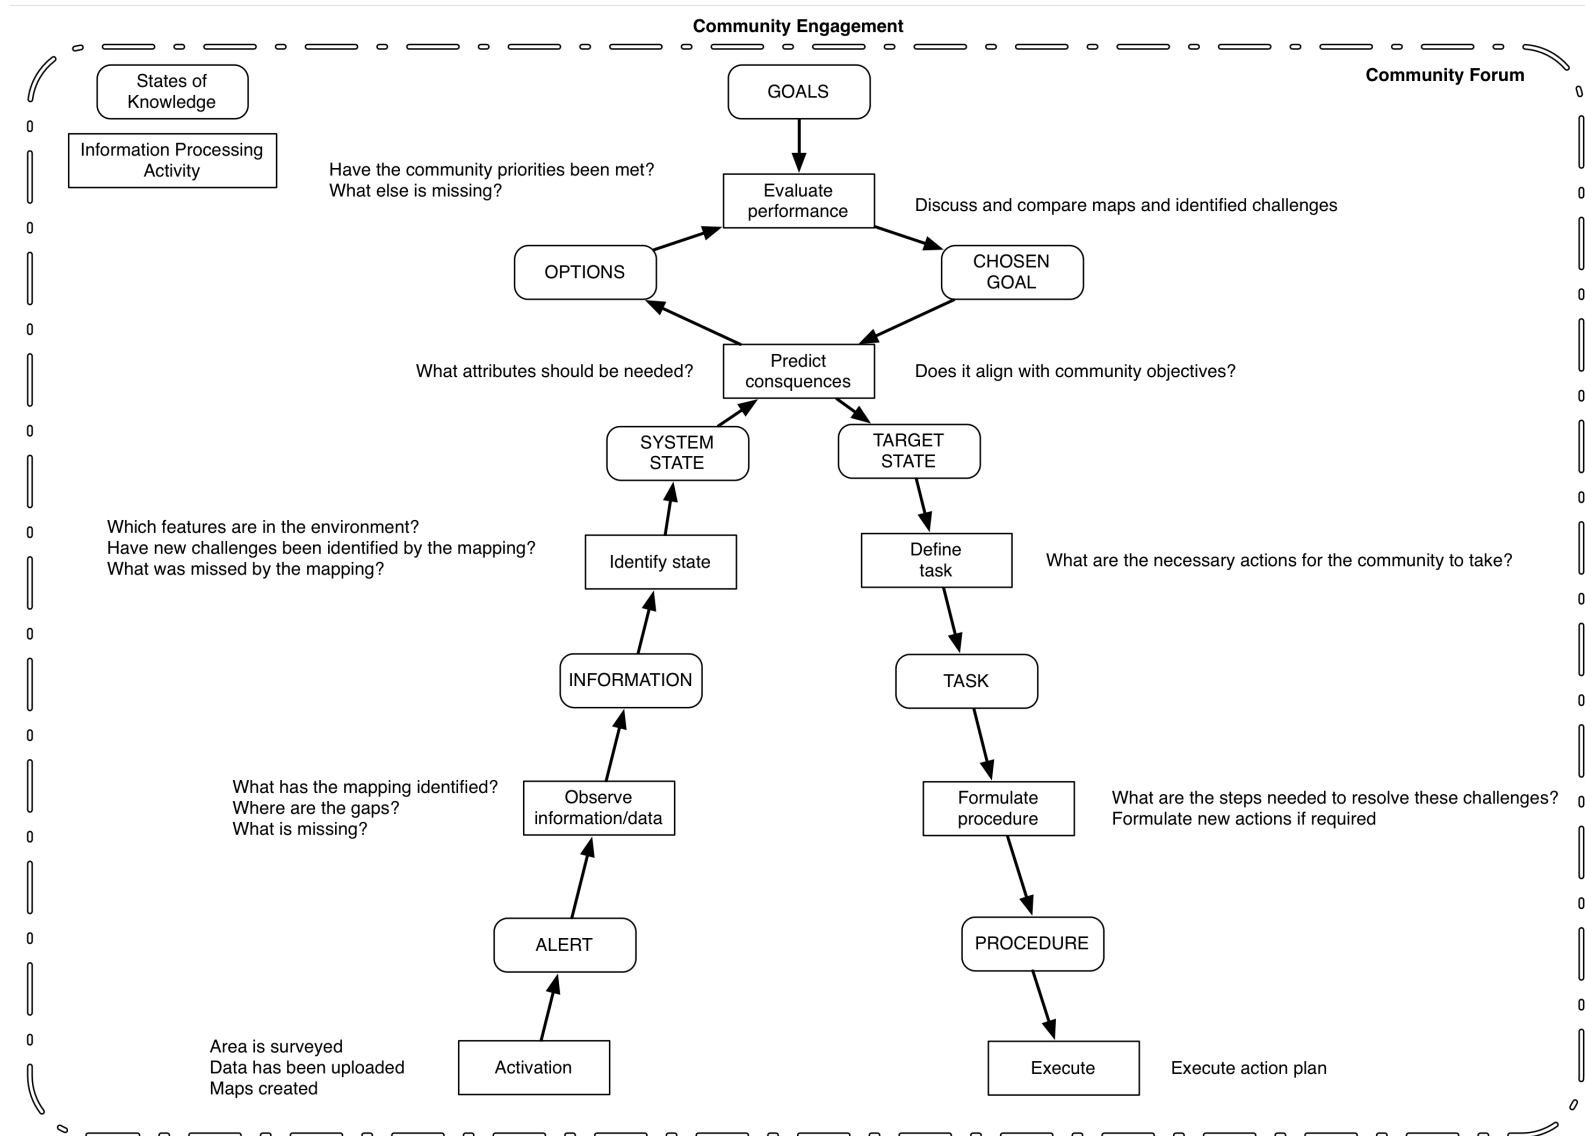 Community Engagement
Community Forum
States of
Knowledge
Information Processing
Activity
GOALS
Have the community priorities been met?
What else is missing?
Evaluate
performance
Discuss and compare maps and identified challenges
OPTIONS
CHOSEN
GOAL
What attributes should be needed?
Predict
consquences
Does it align with community objectives?
SYSTEM
STATE
TARGET
STATE
Which features are in the environment?
Have new challenges been identified by the mapping?
What was missed by the mapping?
Identify state
Define
task
What are the necessary actions for the community to take?
INFORMATION
TASK
What has the mapping identified?
Where are the gaps?
What is missing?
Observe
information/data
Formulate
procedure
What are the steps needed to resolve these challenges?
Formulate new actions if required
ALERT
PROCEDURE
Area is surveyed
Data has been uploaded
Maps created
Activation
Execute
Execute action plan